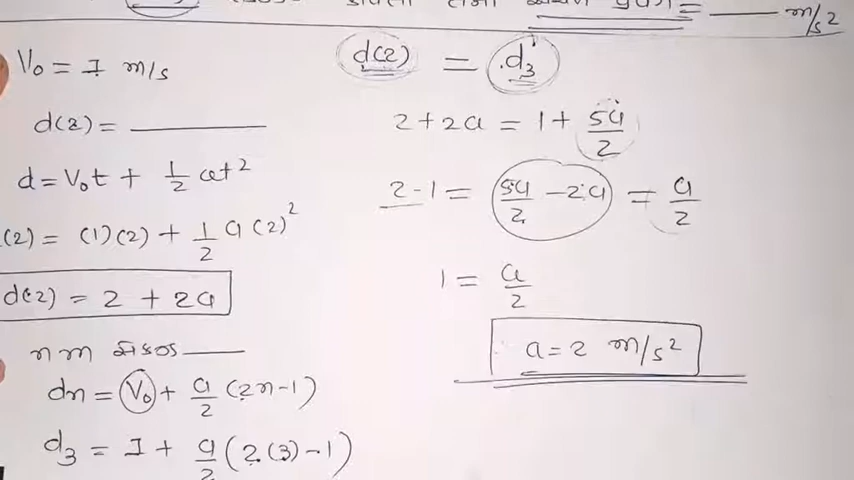 = ____ m/s²
V₀ = 1 m/s
d(2) = ______
d = V₀t + 1/2 at²
(2) = (1)(2) + 1/2 a(2)²
d(2) = 2 + 2a
dn = V₀ + a/2 (2n-1)
d₃ = 1 + a/2 (2(3)-1)
d(2) = d₃
2 + 2a = 1 + 5a/2
2-1 = 5a/2 - 2a = a/2
1 = a/2
a = 2 m/s²